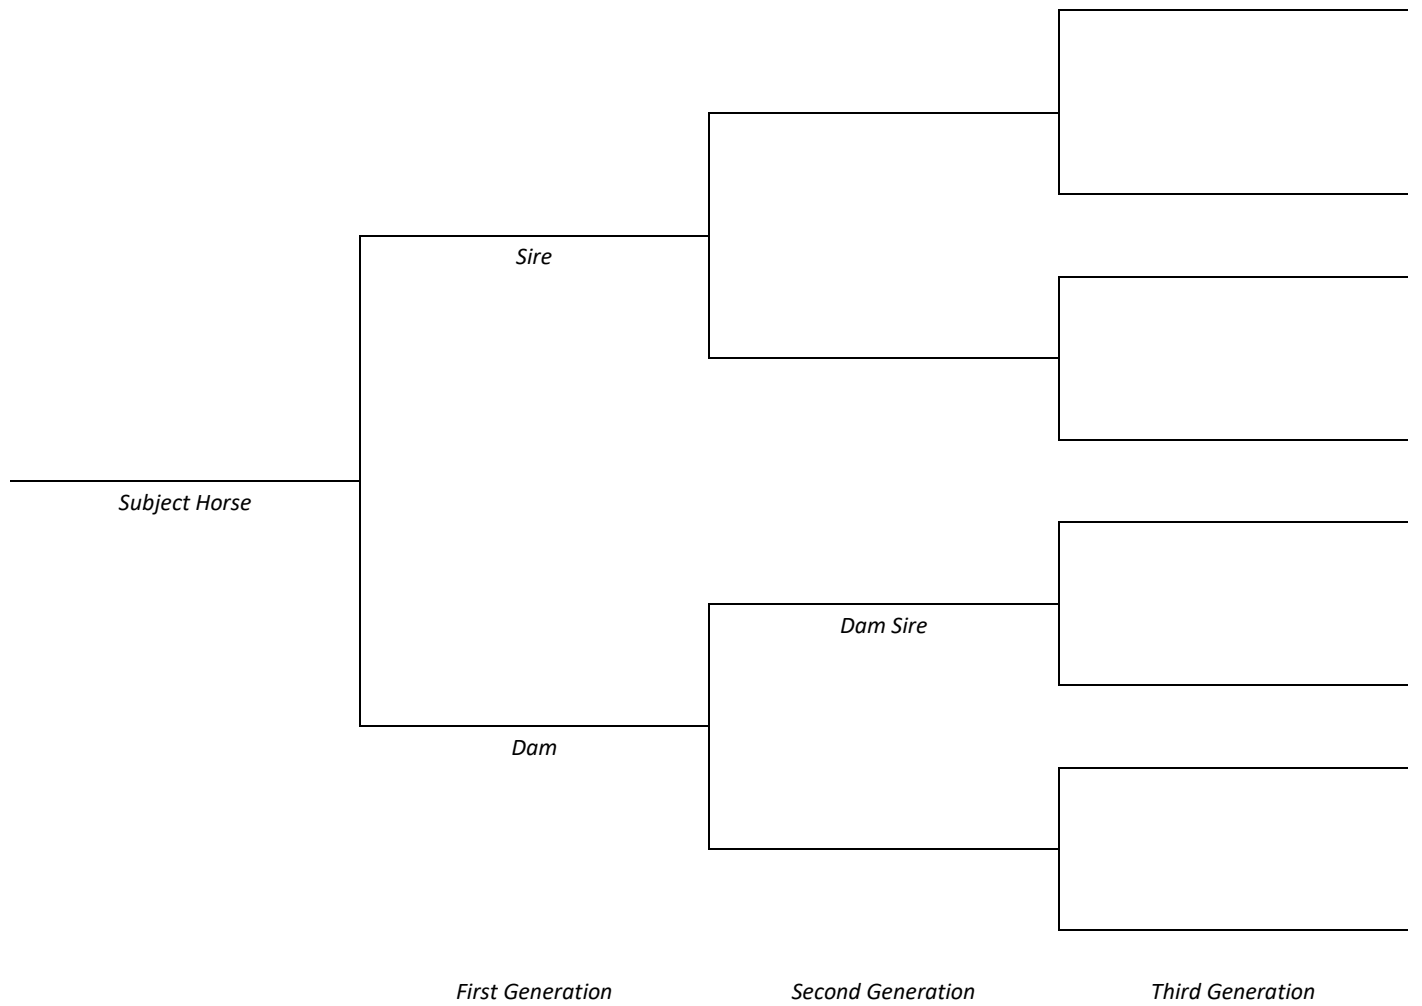 Sire
Subject Horse
Dam Sire
Dam
First Generation
Second Generation
Third Generation